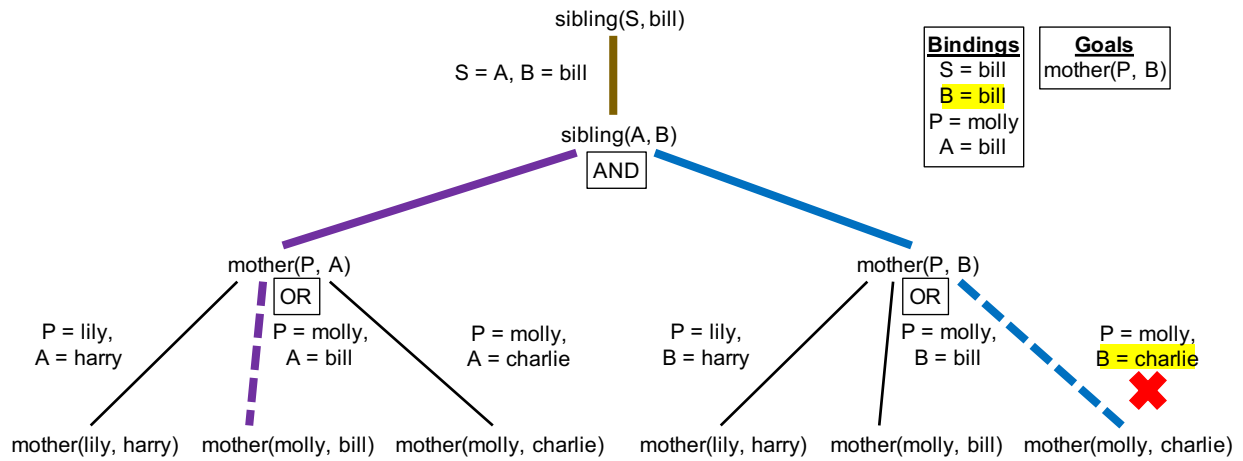 sibling(S, bill)
S = A, B = bill
Bindings
S = bill
B = bill
P = molly
A = bill
Goals
mother(P, B)
sibling(A, B)
AND
mother(P, A)
OR
P = lily,
A = harry
P = molly,
A = bill
P = molly,
A = charlie
mother(lily, harry)
mother(molly, bill)
mother(molly, charlie)
mother(P, B)
OR
P = lily,
B = harry
P = molly,
B = bill
P = molly,
B = charlie
mother(lily, harry)
mother(molly, bill)
mother(molly, charlie)